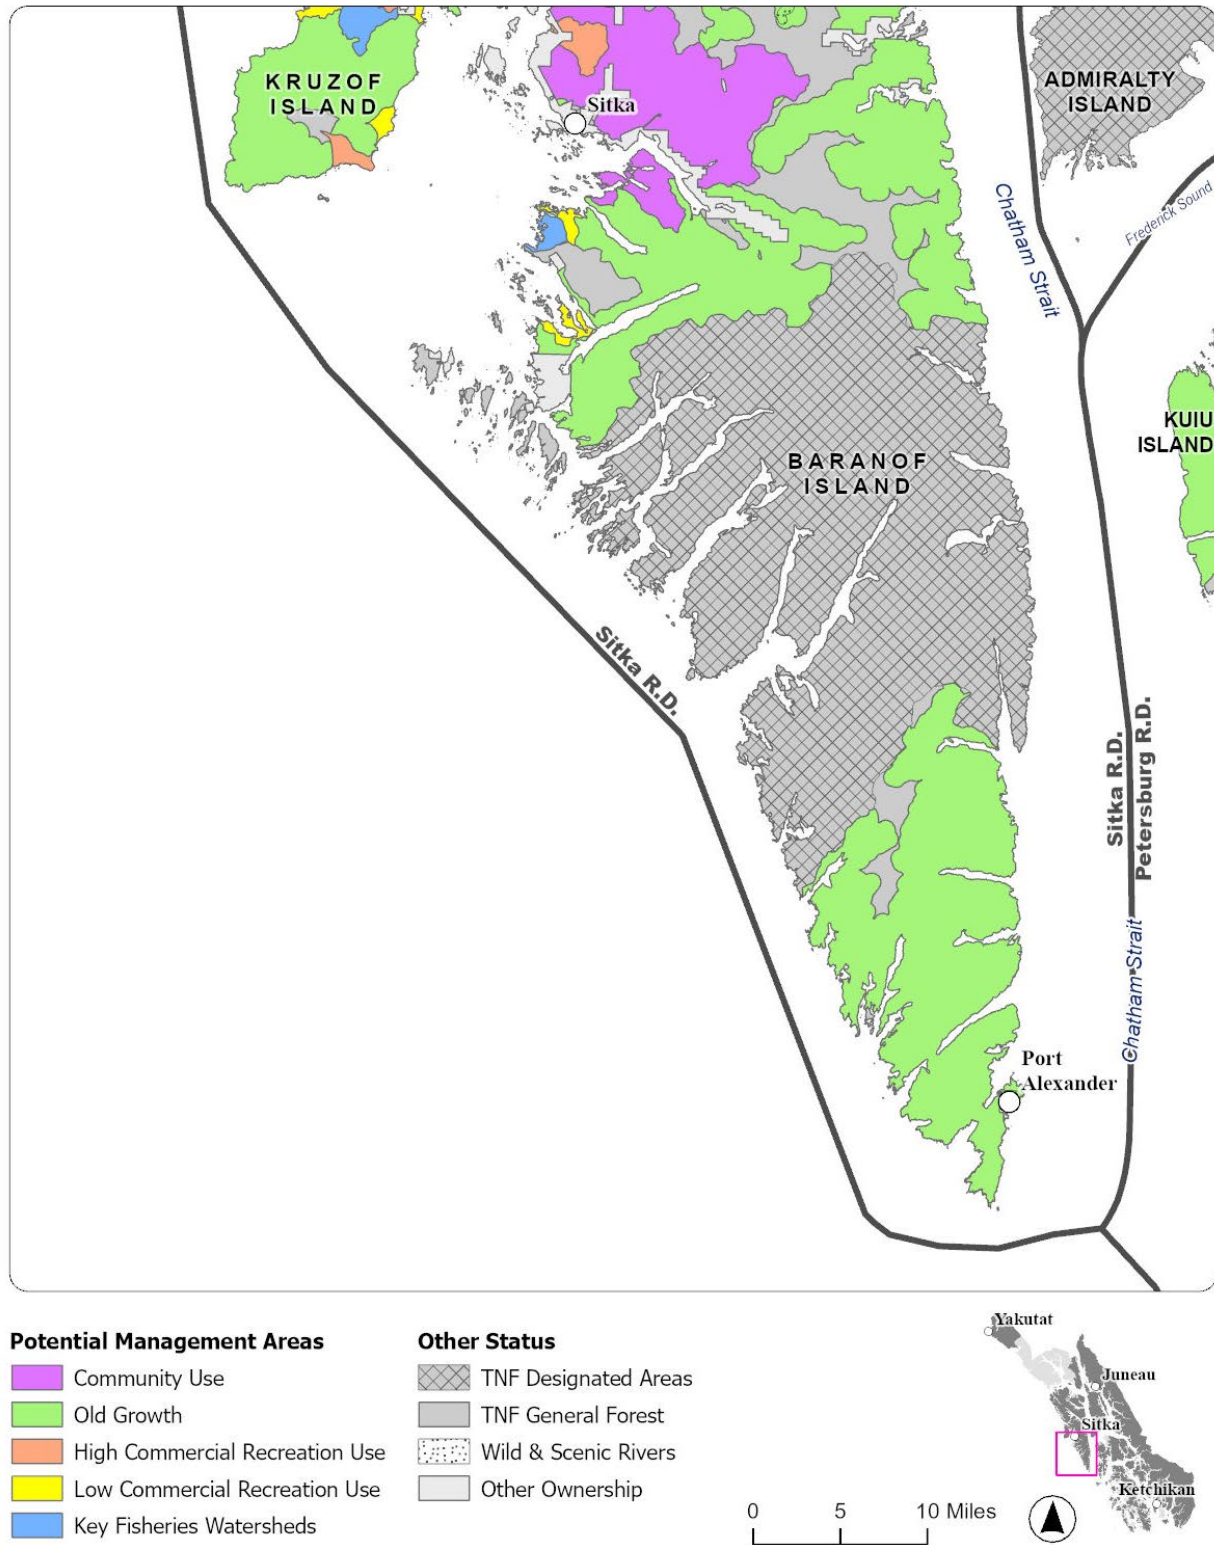 KRUZOF
ISLAND
Sitka
ADMIRALTY
ISLAND
Chatham Strait
Frederick Sound
KUIU
ISLAND
BARANOF
ISLAND
Sitka R.D.
Sitka R.D.
Petersburg R.D.
Chatham Strait
Port
Alexander
Potential Management Areas
Community Use
Old Growth
High Commercial Recreation Use
Low Commercial Recreation Use
Key Fisheries Watersheds
Other Status
TNF Designated Areas
TNF General Forest
Wild & Scenic Rivers
Other Ownership
0 5 10 Miles
Yakutat
Juneau
Sitka
Ketchikan